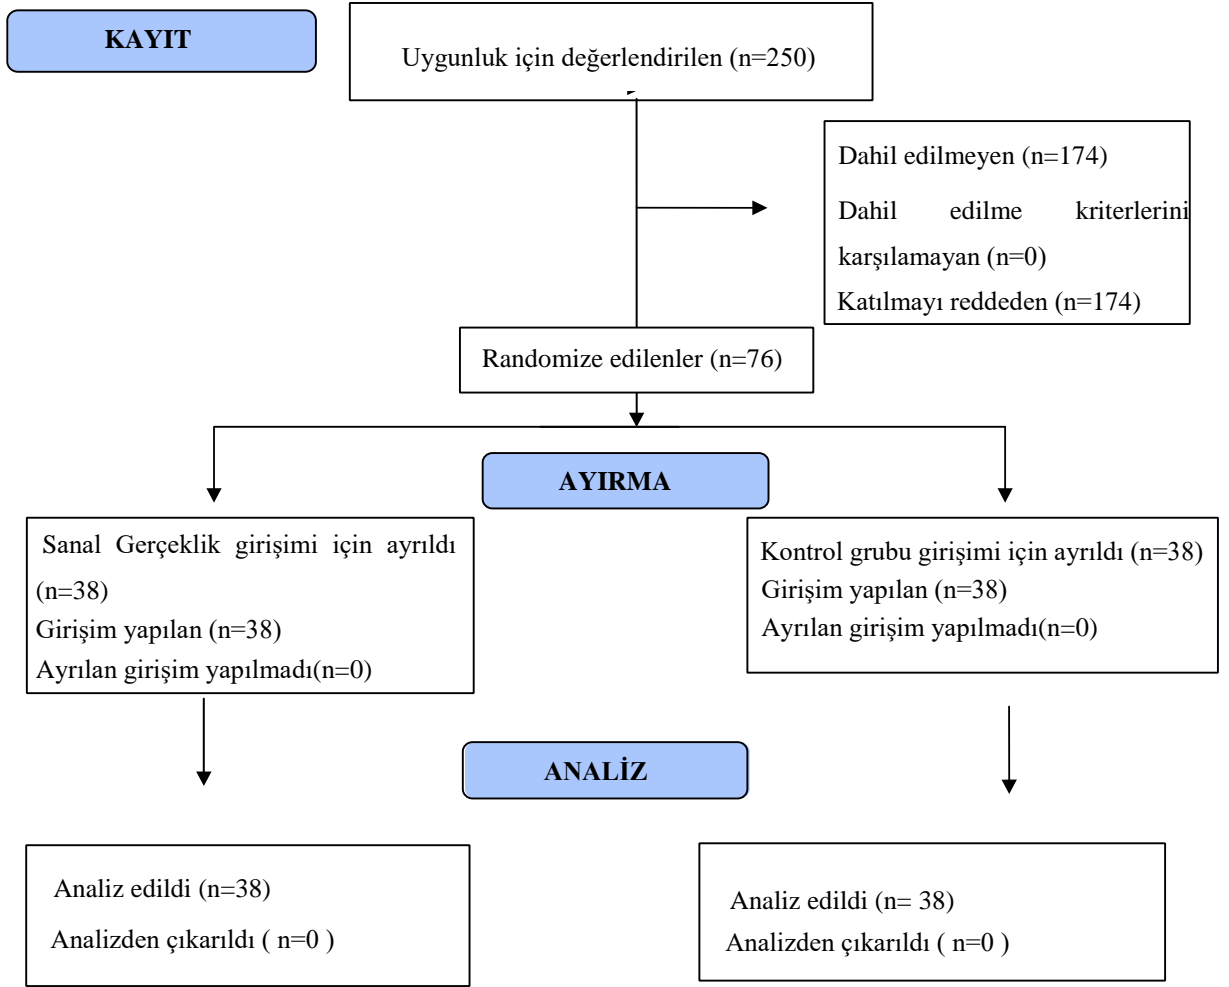 KAYIT
Uygunluk için değerlendirilen (n=250)
Dahil edilmeyen (n=174)
Dahil edilme kriterlerini
karşılamayan (n=0)
Katılmayı reddeden (n=174)
Randomize edilenler (n=76)
AYIRMA
Sanal Gerçeklik girişimi için ayrıldı
(n=38)
Girişim yapılan (n=38)
Ayrılan girişim yapılmadı(n=0)
Kontrol grubu girişimi için ayrıldı (n=38)
Girişim yapılan (n=38)
Ayrılan girişim yapılmadı(n=0)
ANALİZ
Analiz edildi (n=38)
Analizden çıkarıldı ( n=0 )
Analiz edildi (n= 38)
Analizden çıkarıldı ( n=0 )